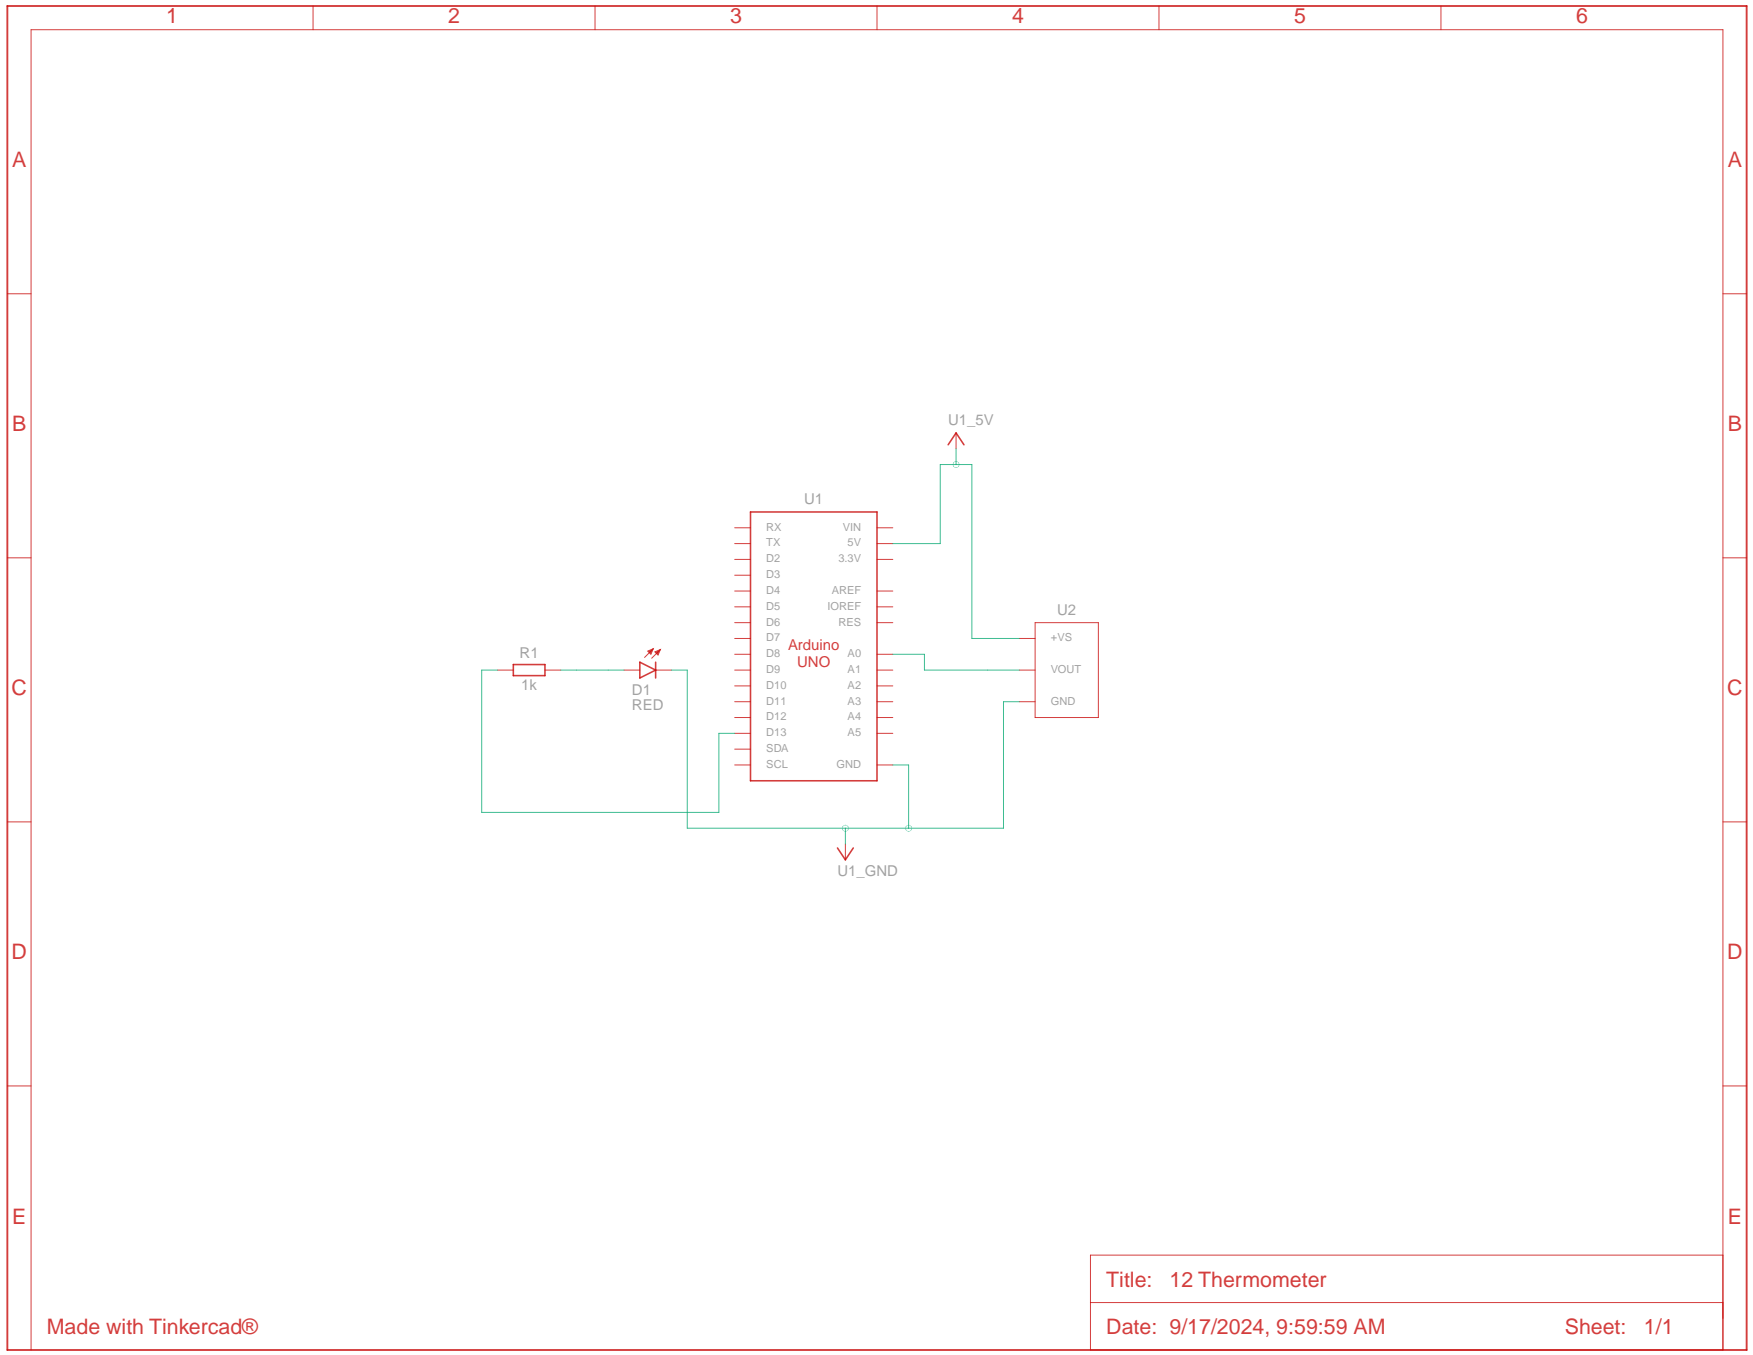 1 2 3 4 5 6
A A
B B
U1_5V
U1
RX VIN
TX 5V
D2 3.3V
D3
D4 AREF
D5 IOREF
D6 RES
D7
D8 A0
D9 A1
D10 A2
D11 A3
D12 A4
D13 A5
SDA
SCL GND
Arduino
UNO
U2
+VS
VOUT
GND
R1
1k
D1
RED
C C
U1_GND
D D
E E
Title: 12 Thermometer
Made with Tinkercad®
Date: 9/17/2024, 9:59:59 AM Sheet: 1/1